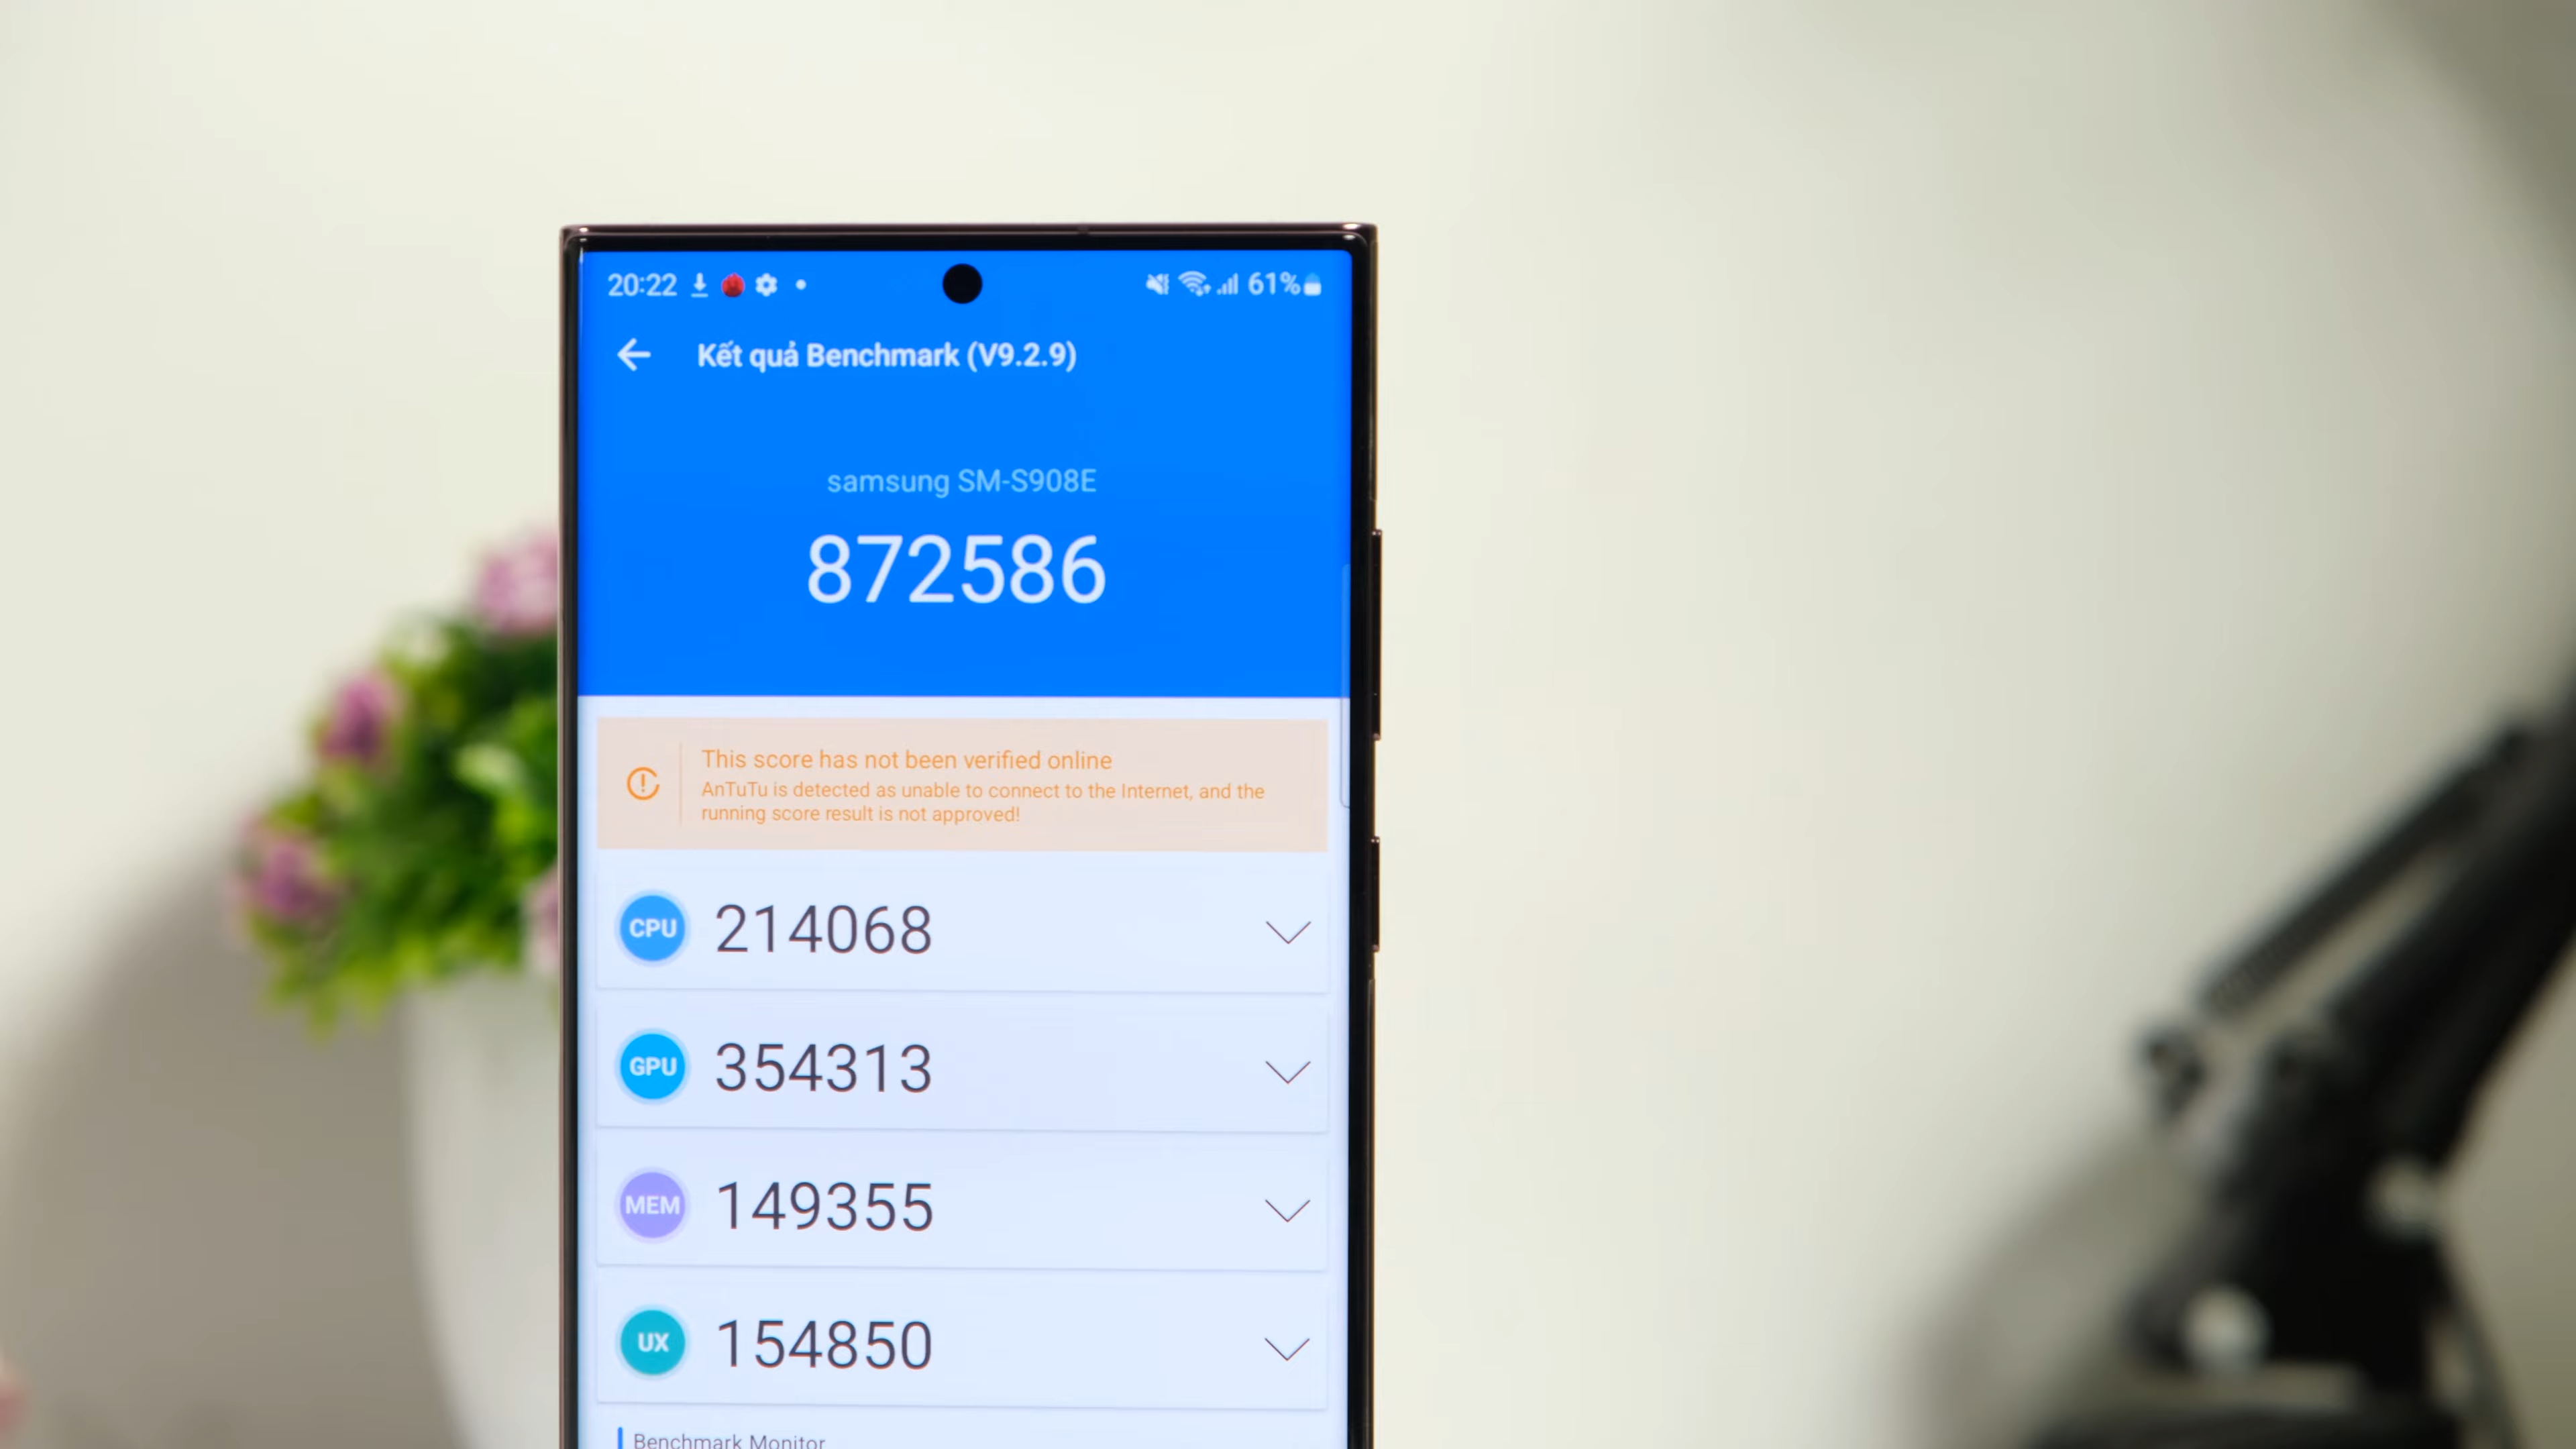 20:22 61%
Kết quả Benchmark (V9.2.9)
samsung SM-S908E
872586
This score has not been verified online
AnTuTu is detected as unable to connect to the Internet, and the
running score result is not approved!
CPU 214068
GPU 354313
MEM 149355
UX 154850
Benchmark Monitor